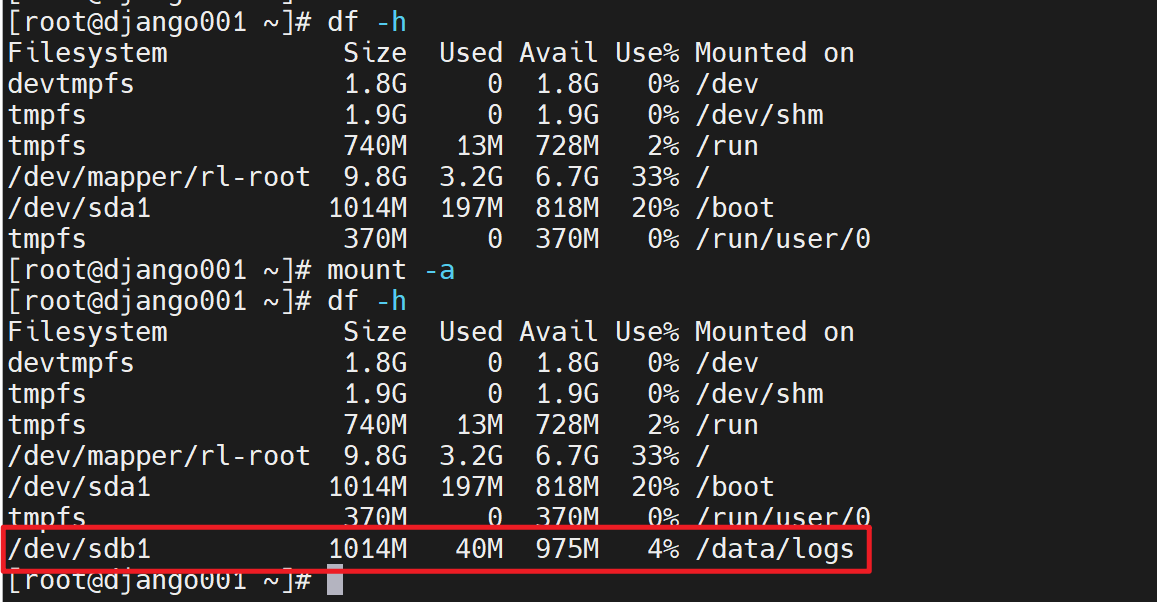 [root@django001 ~]# df -h
Filesystem           Size  Used Avail Use% Mounted on
devtmpfs             1.8G     0  1.8G   0% /dev
tmpfs                1.9G     0  1.9G   0% /dev/shm
tmpfs                740M   13M  728M   2% /run
/dev/mapper/rl-root  9.8G  3.2G  6.7G  33% /
/dev/sda1           1014M  197M  818M  20% /boot
tmpfs                370M     0  370M   0% /run/user/0
[root@django001 ~]# mount -a
[root@django001 ~]# df -h
Filesystem           Size  Used Avail Use% Mounted on
devtmpfs             1.8G     0  1.8G   0% /dev
tmpfs                1.9G     0  1.9G   0% /dev/shm
tmpfs                740M   13M  728M   2% /run
/dev/mapper/rl-root  9.8G  3.2G  6.7G  33% /
/dev/sda1           1014M  197M  818M  20% /boot
tmpfs                370M     0  370M   0% /run/user/0
/dev/sdb1           1014M   40M  975M   4% /data/logs
[root@django001 ~]#